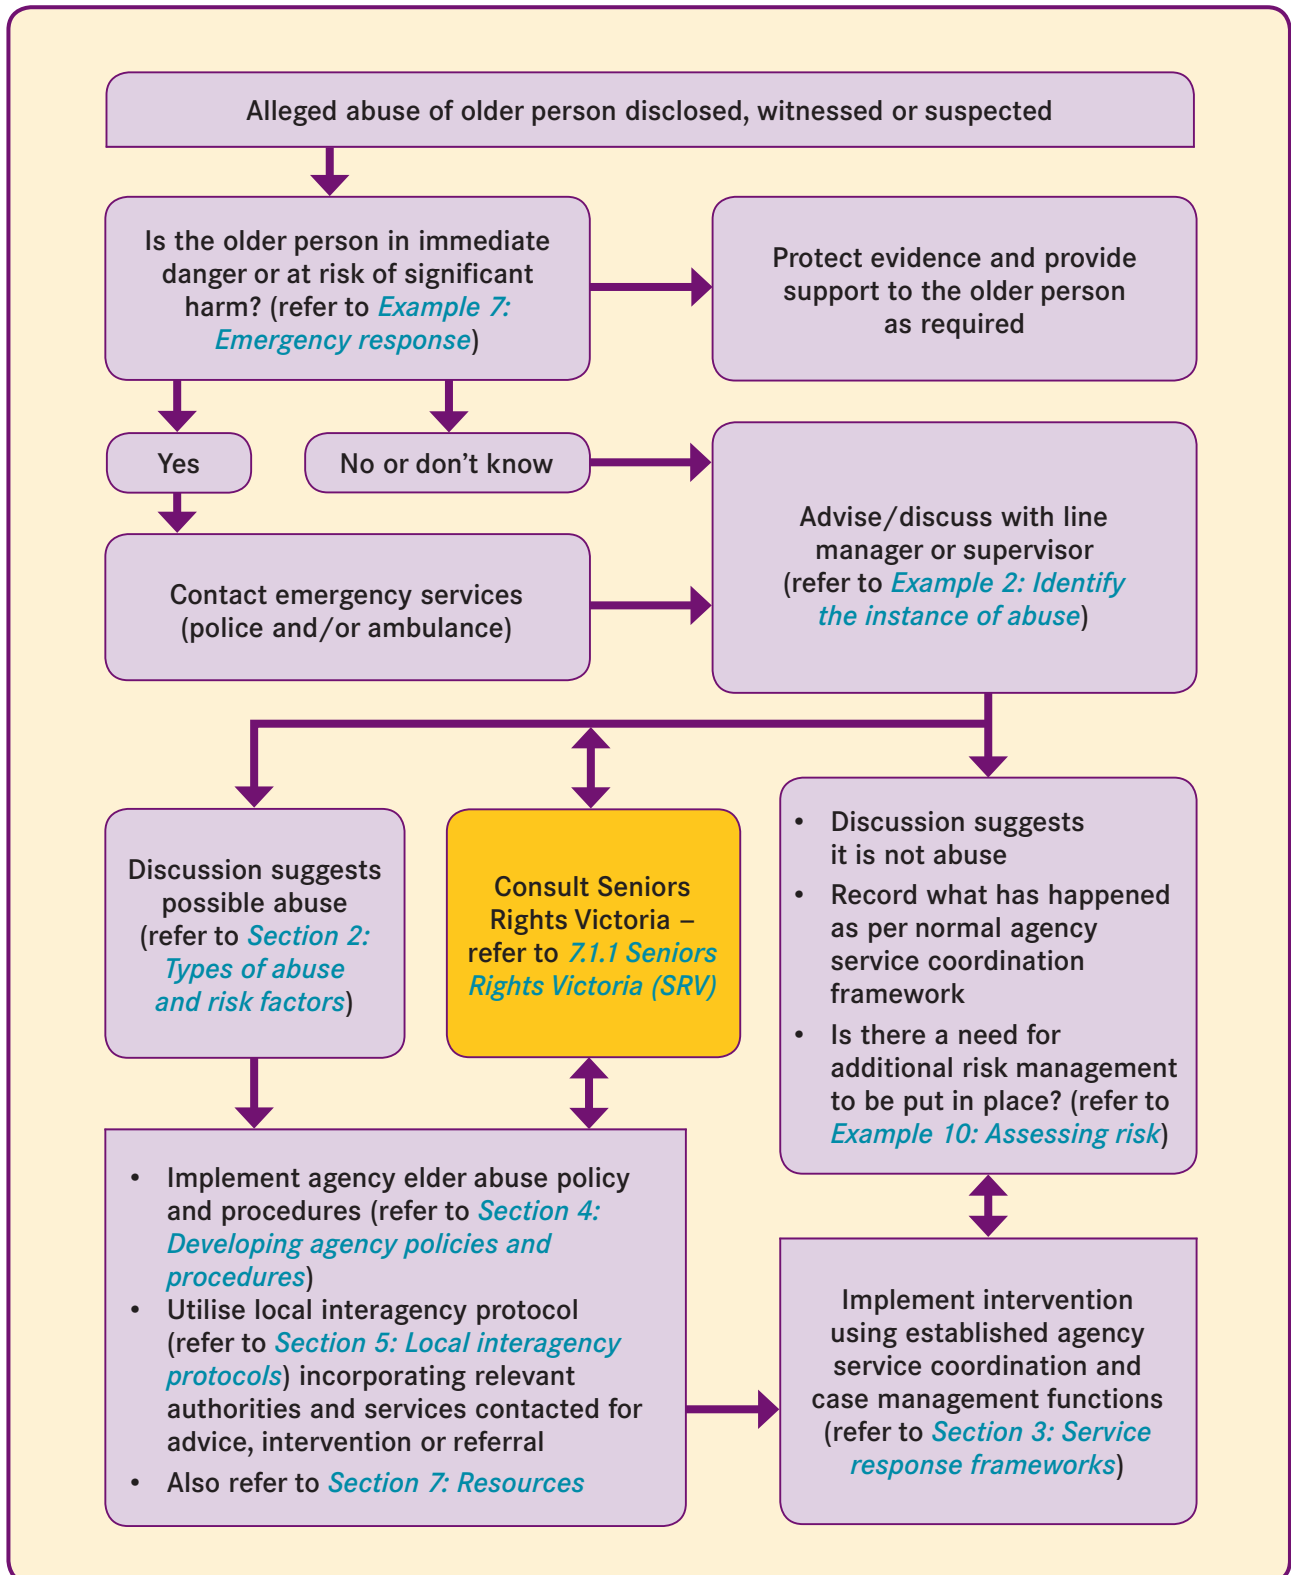 Alleged abuse of older person disclosed, witnessed or suspected
Is the older person in immediate
danger or at risk of significant
harm? (refer to Example 7:
Emergency response)
Protect evidence and provide
support to the older person
as required
Yes
No or don’t know
Contact emergency services
(police and/or ambulance)
Advise/discuss with line
manager or supervisor
(refer to Example 2: Identify
the instance of abuse)
Discussion suggests
possible abuse
(refer to Section 2:
Types of abuse
and risk factors)
Consult Seniors
Rights Victoria –
refer to 7.1.1 Seniors
Rights Victoria (SRV)
• Discussion suggests
it is not abuse
• Record what has happened
as per normal agency
service coordination
framework
• Is there a need for
additional risk management
to be put in place? (refer to
Example 10: Assessing risk)
• Implement agency elder abuse policy
and procedures (refer to Section 4:
Developing agency policies and
procedures)
• Utilise local interagency protocol
(refer to Section 5: Local interagency
protocols) incorporating relevant
authorities and services contacted for
advice, intervention or referral
• Also refer to Section 7: Resources
Implement intervention
using established agency
service coordination and
case management functions
(refer to Section 3: Service
response frameworks)